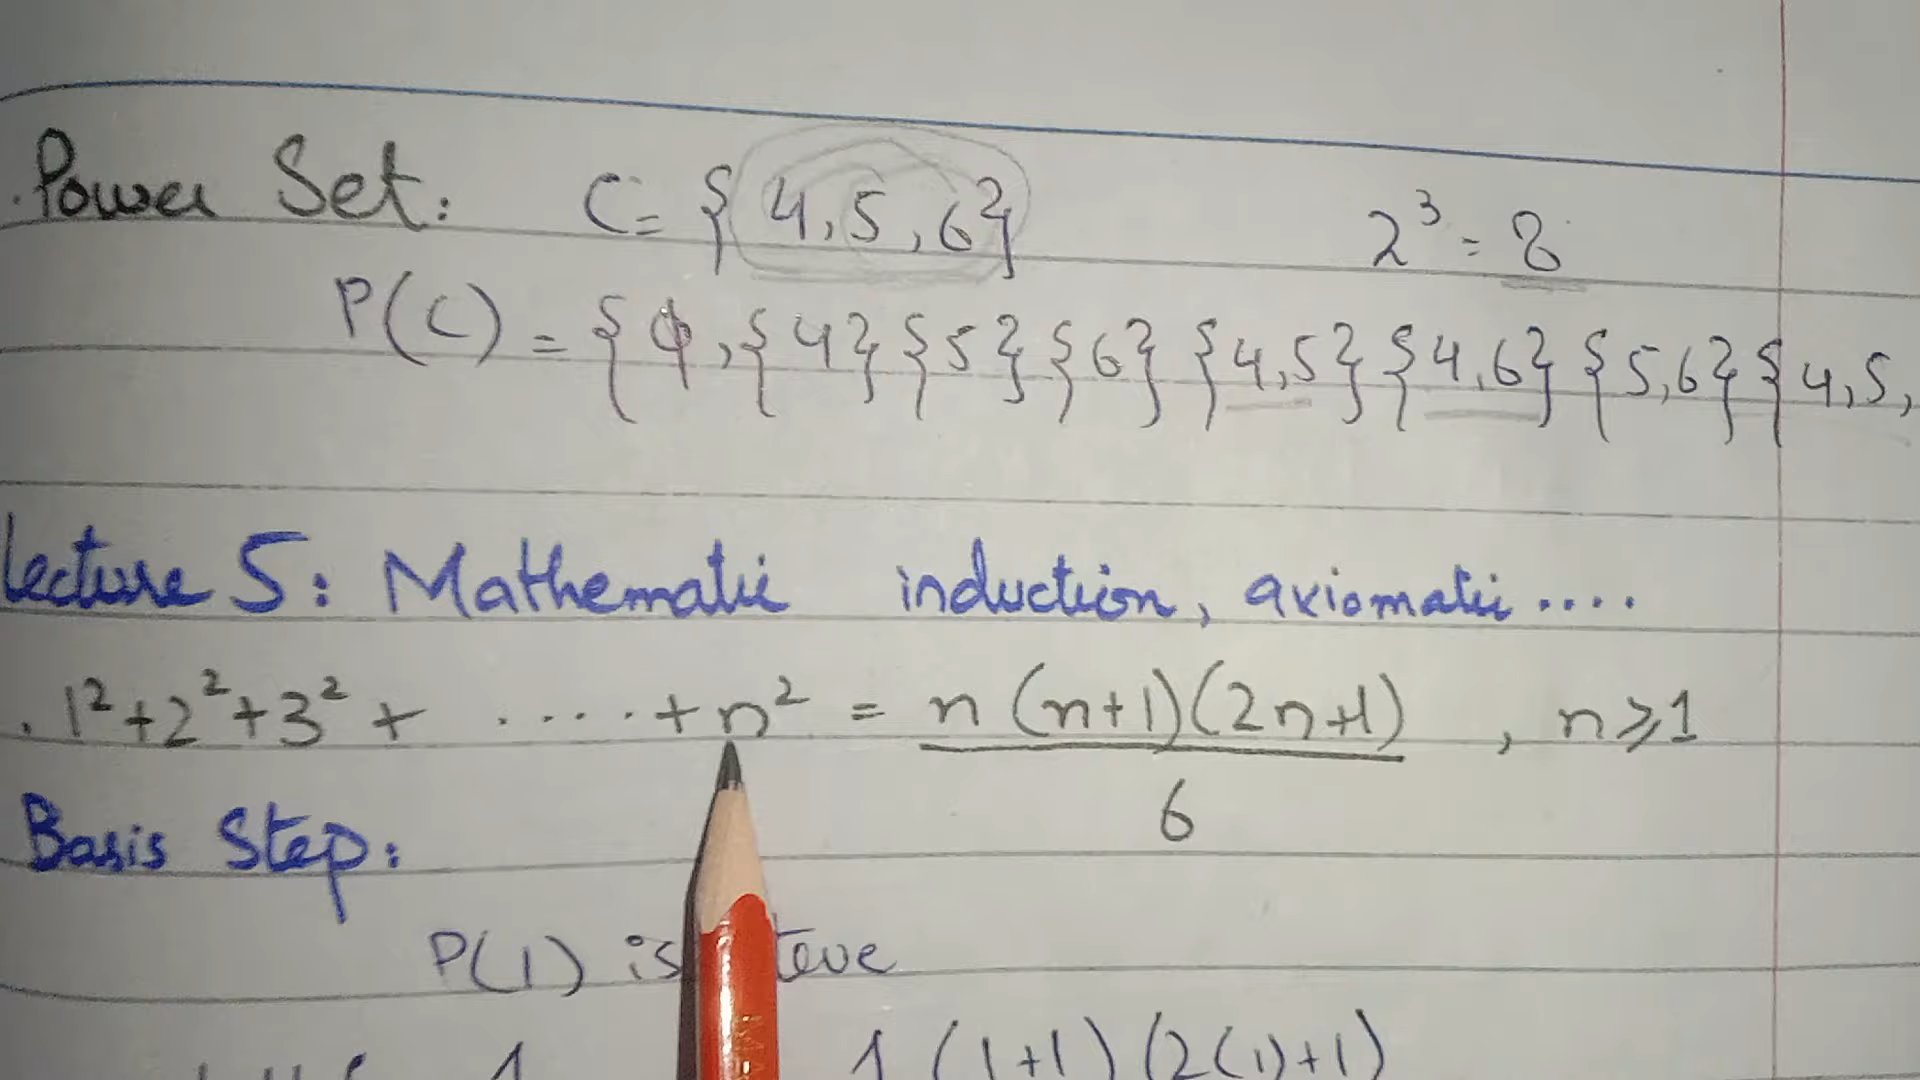 Power Set: C = {4,5,6} 2³ = 8
P(C) = {ϕ,{4}{5}{6}{4,5}{4,6}{5,6}{4,5,
Lecture 5: Mathematic induction, axiomatic ....
. 1²+2²+3²+ .....+n² = n(n+1)(2n+1)/6 , n≥1
Basis Step:
P(1) is
1 1(1+1)(2(1)+1)